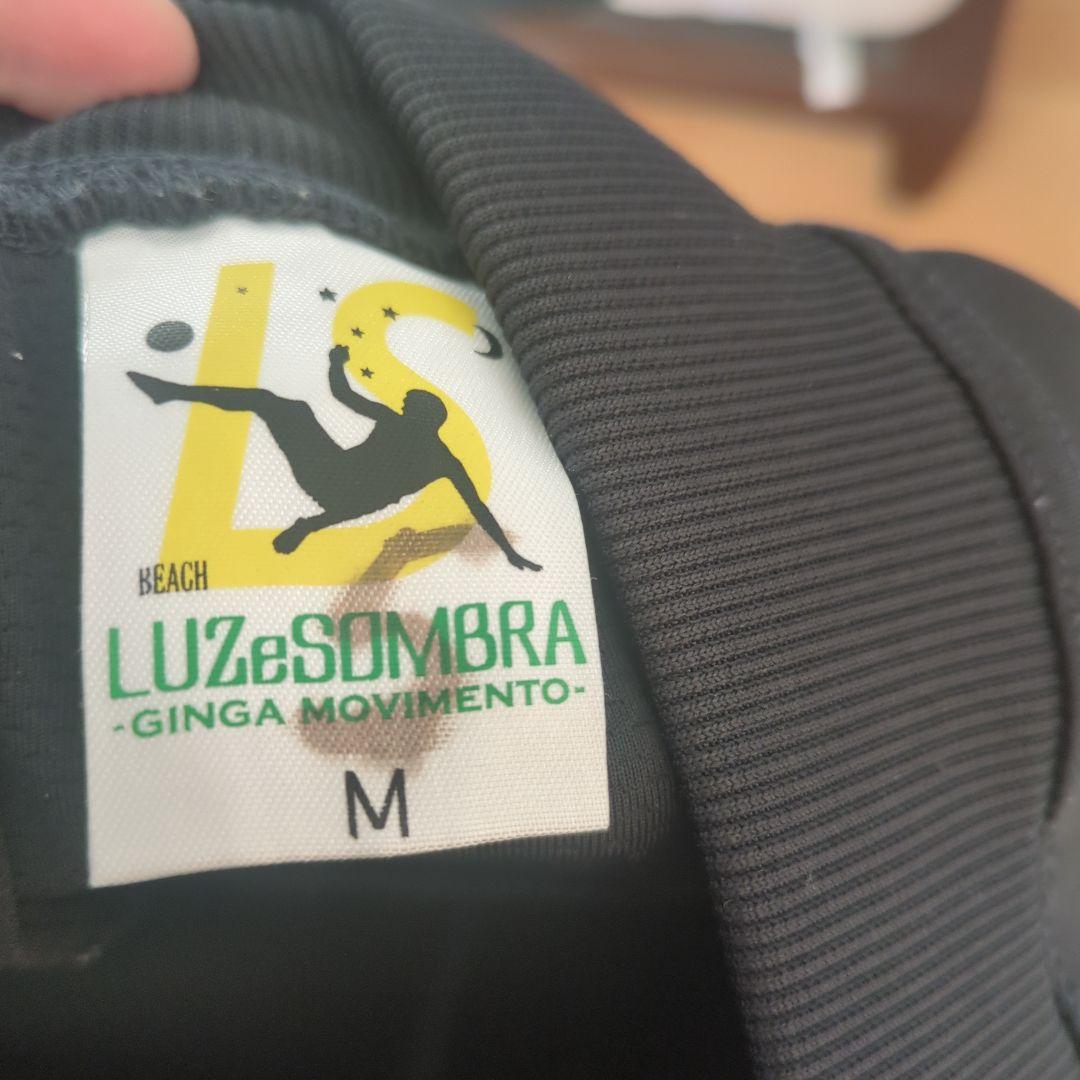 LS
BEACH
LUZeSOMBRA
-GINGA MOVIMENTO-
M